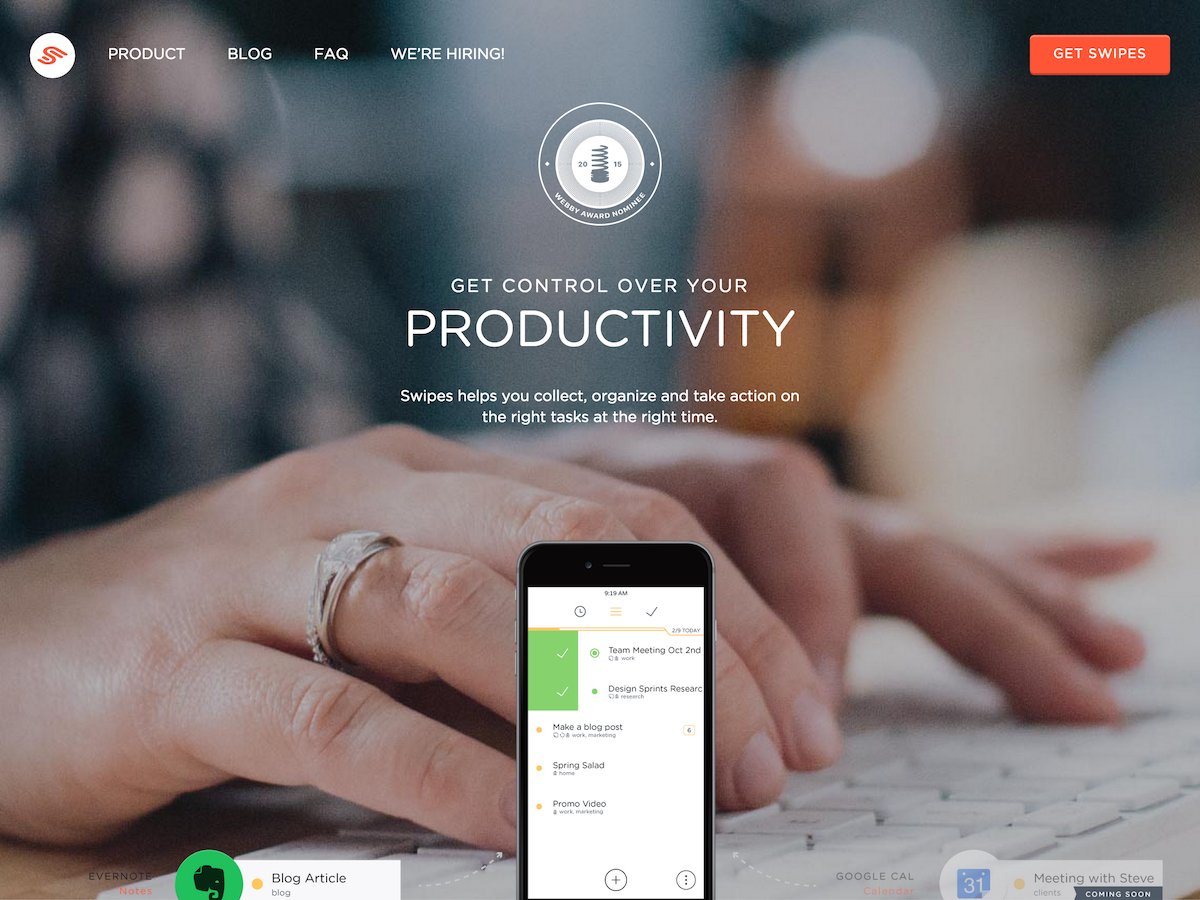 PRODUCT BLOG FAQ WE'RE HIRING!
GET SWIPES
20 15
WEBBY AWARD NOMINEE
GET CONTROL OVER YOUR
PRODUCTIVITY
Swipes helps you collect, organize and take action on
the right tasks at the right time.
9:19 AM
2/9 TODAY
Team Meeting Oct 2nd
work
Design Sprints Researc
research
Make a blog post
6
work, marketing
Spring Salad
home
Promo Video
work, marketing
EVERNOTE
Notes
Blog Article
blog
GOOGLE CAL
Calendar
31
Meeting with Steve
clients
COMING SOON